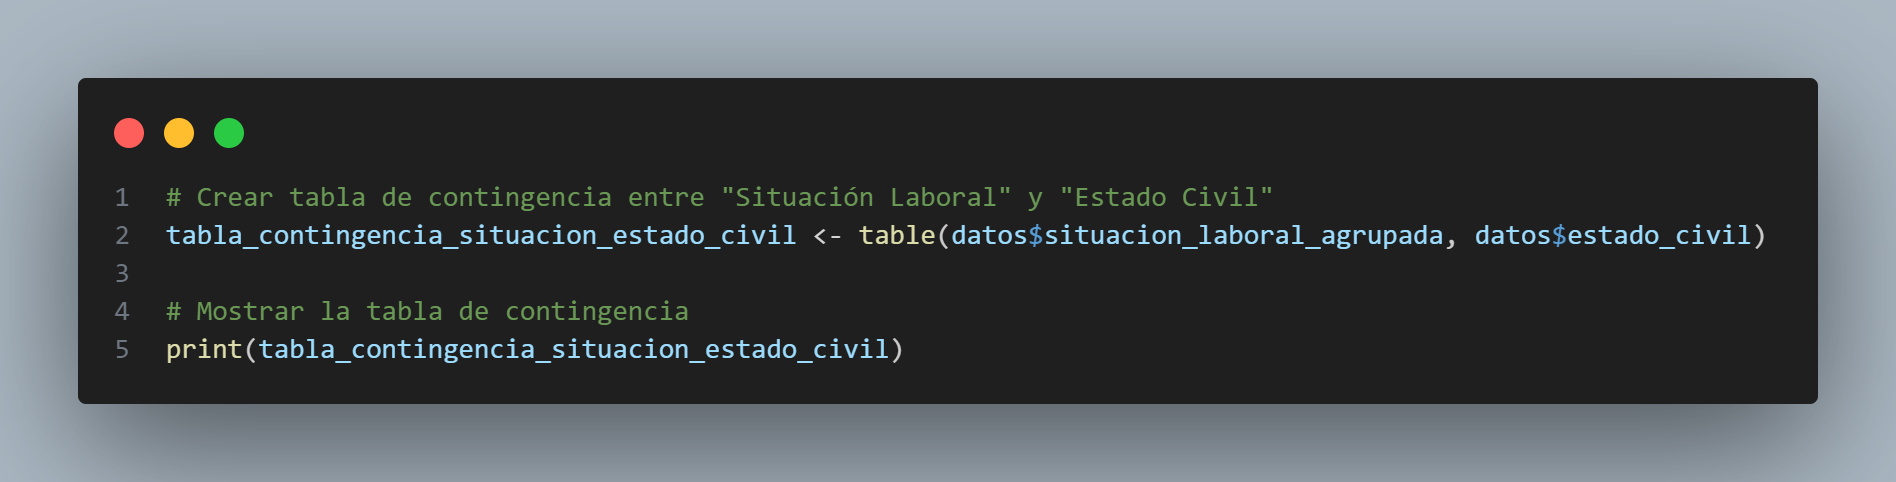 1 # Crear tabla de contingencia entre "Situación Laboral" y "Estado Civil"
2 tabla_contingencia_situacion_estado_civil <- table(datos$situacion_laboral_agrupada, datos$estado_civil)
3
4 # Mostrar la tabla de contingencia
5 print(tabla_contingencia_situacion_estado_civil)